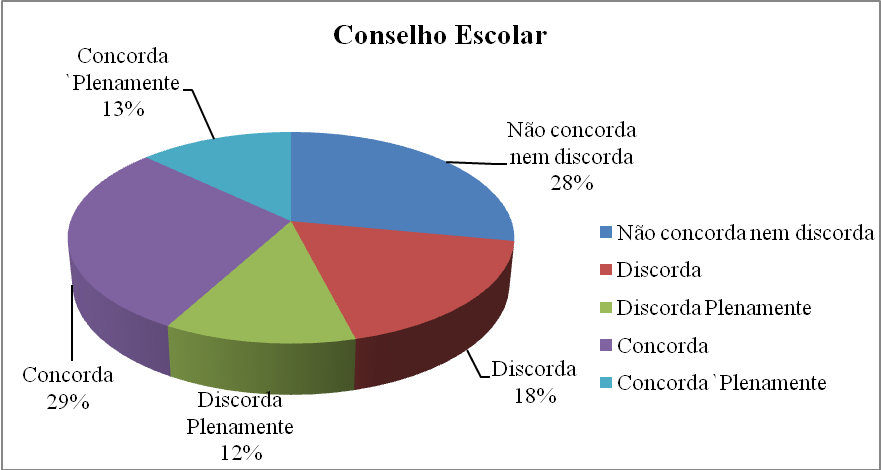 Conselho Escolar
Concorda
`Plenamente
13%
Não concorda
nem discorda
28%
Não concorda nem discorda
Discorda
Discorda Plenamente
Concorda
Concorda `Plenamente
Discorda
18%
Discorda
Plenamente
12%
Concorda
29%